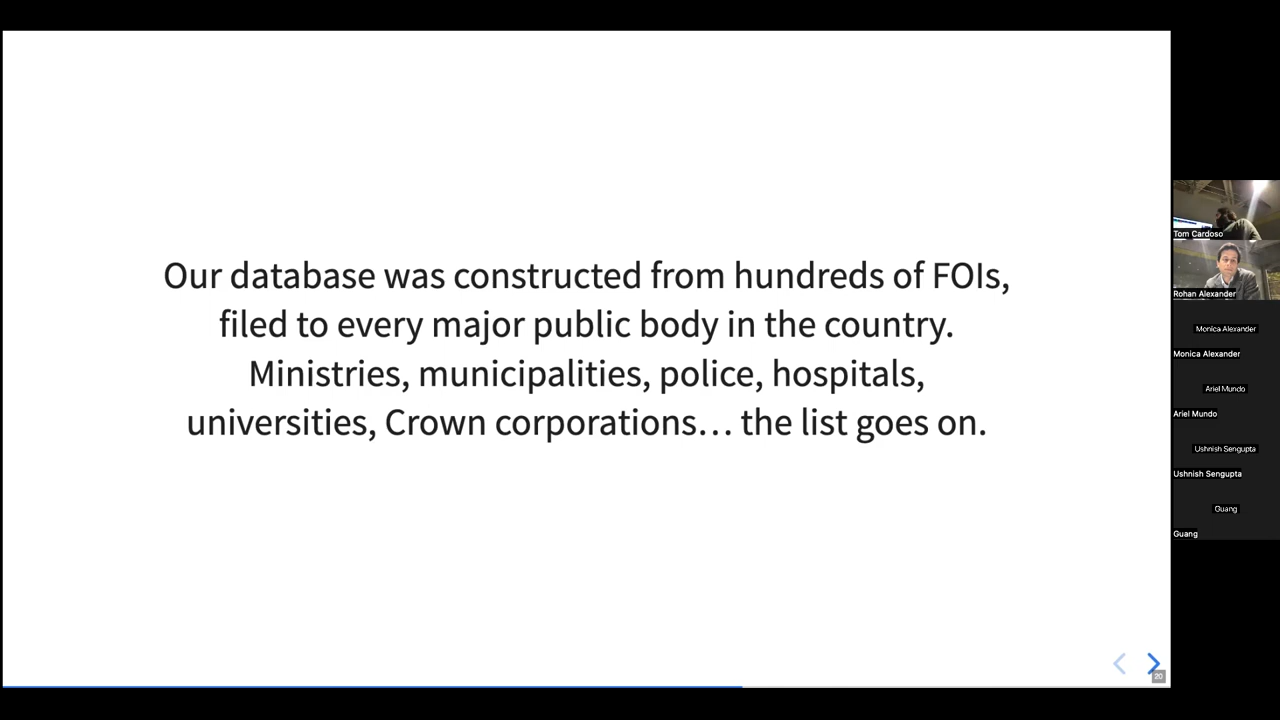 Our database was constructed from hundreds of FOIs,
filed to every major public body in the country.
Ministries, municipalities, police, hospitals,
universities, Crown corporations… the list goes on.
20
Tom Cardoso
Rohan Alexander
Monica Alexander
Monica Alexander
Ariel Mundo
Ariel Mundo
Ushnish Sengupta
Ushnish Sengupta
Guang
Guang